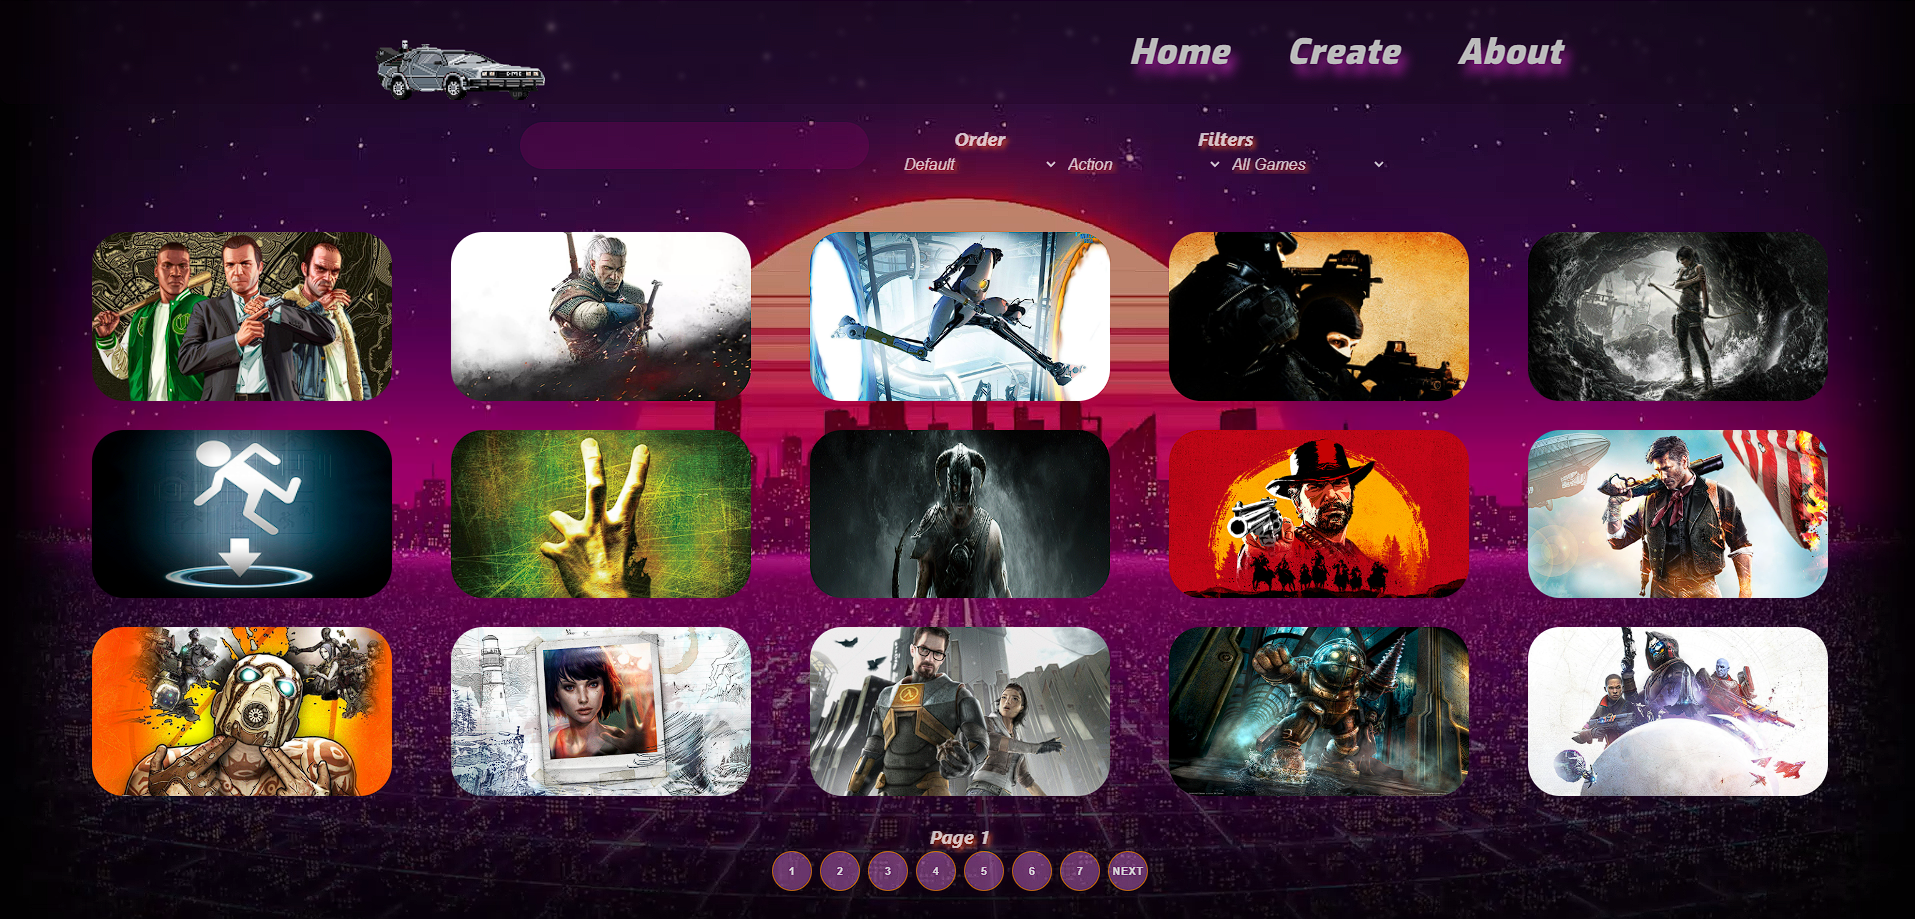 Home Create About
Order Filters
Default Action All Games
Page 1
1 2 3 4 5 6 7 NEXT